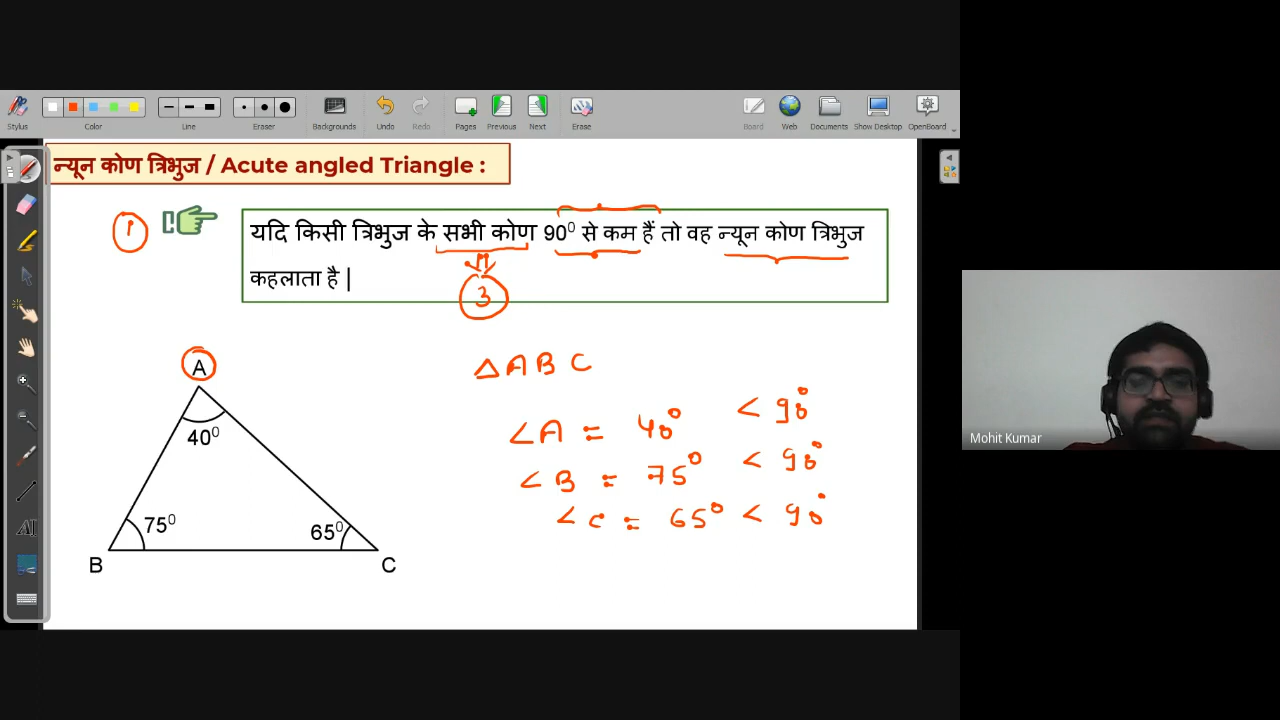 Stylus
Color
Line
Eraser
Backgrounds
Undo
Redo
Pages
Previous
Next
Erase
Board
Web
Documents
Show Desktop
OpenBoard
न्यून कोण त्रिभुज / Acute angled Triangle :
1
यदि किसी त्रिभुज के सभी कोण 90⁰ से कम हैं तो वह न्यून कोण त्रिभुज
कहलाता है |
3
A
40⁰
75⁰
65⁰
B
C
△ABC
∠A = 40° < 90°
∠B = 75° < 90°
∠C = 65° < 90°
Mohit Kumar